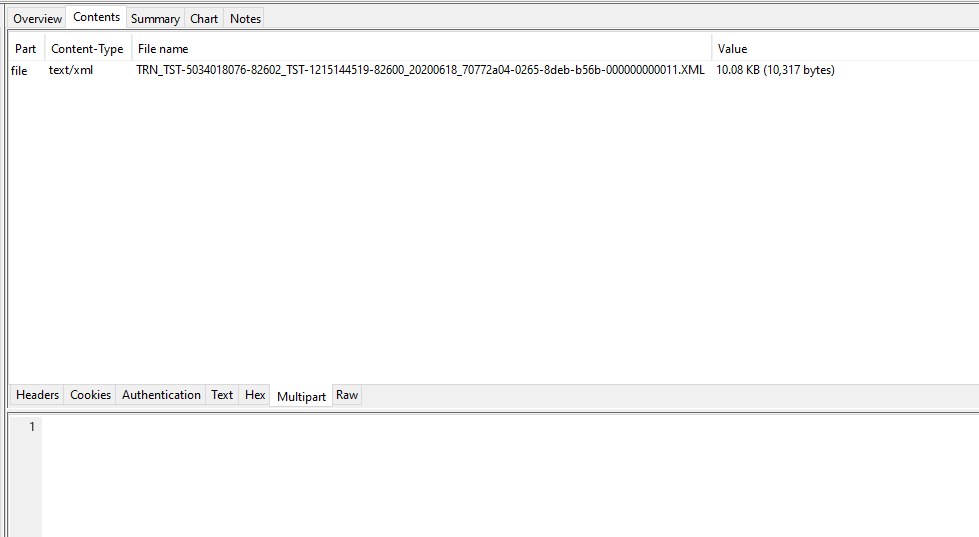 Overview Contents Summary Chart Notes
Part Content-Type File name Value
file text/xml TRN_TST-5034018076-82602_TST-1215144519-82600_20200618_70772a04-0265-8deb-b56b-000000000011.XML 10.08 KB (10,317 bytes)
Headers Cookies Authentication Text Hex Multipart Raw
1